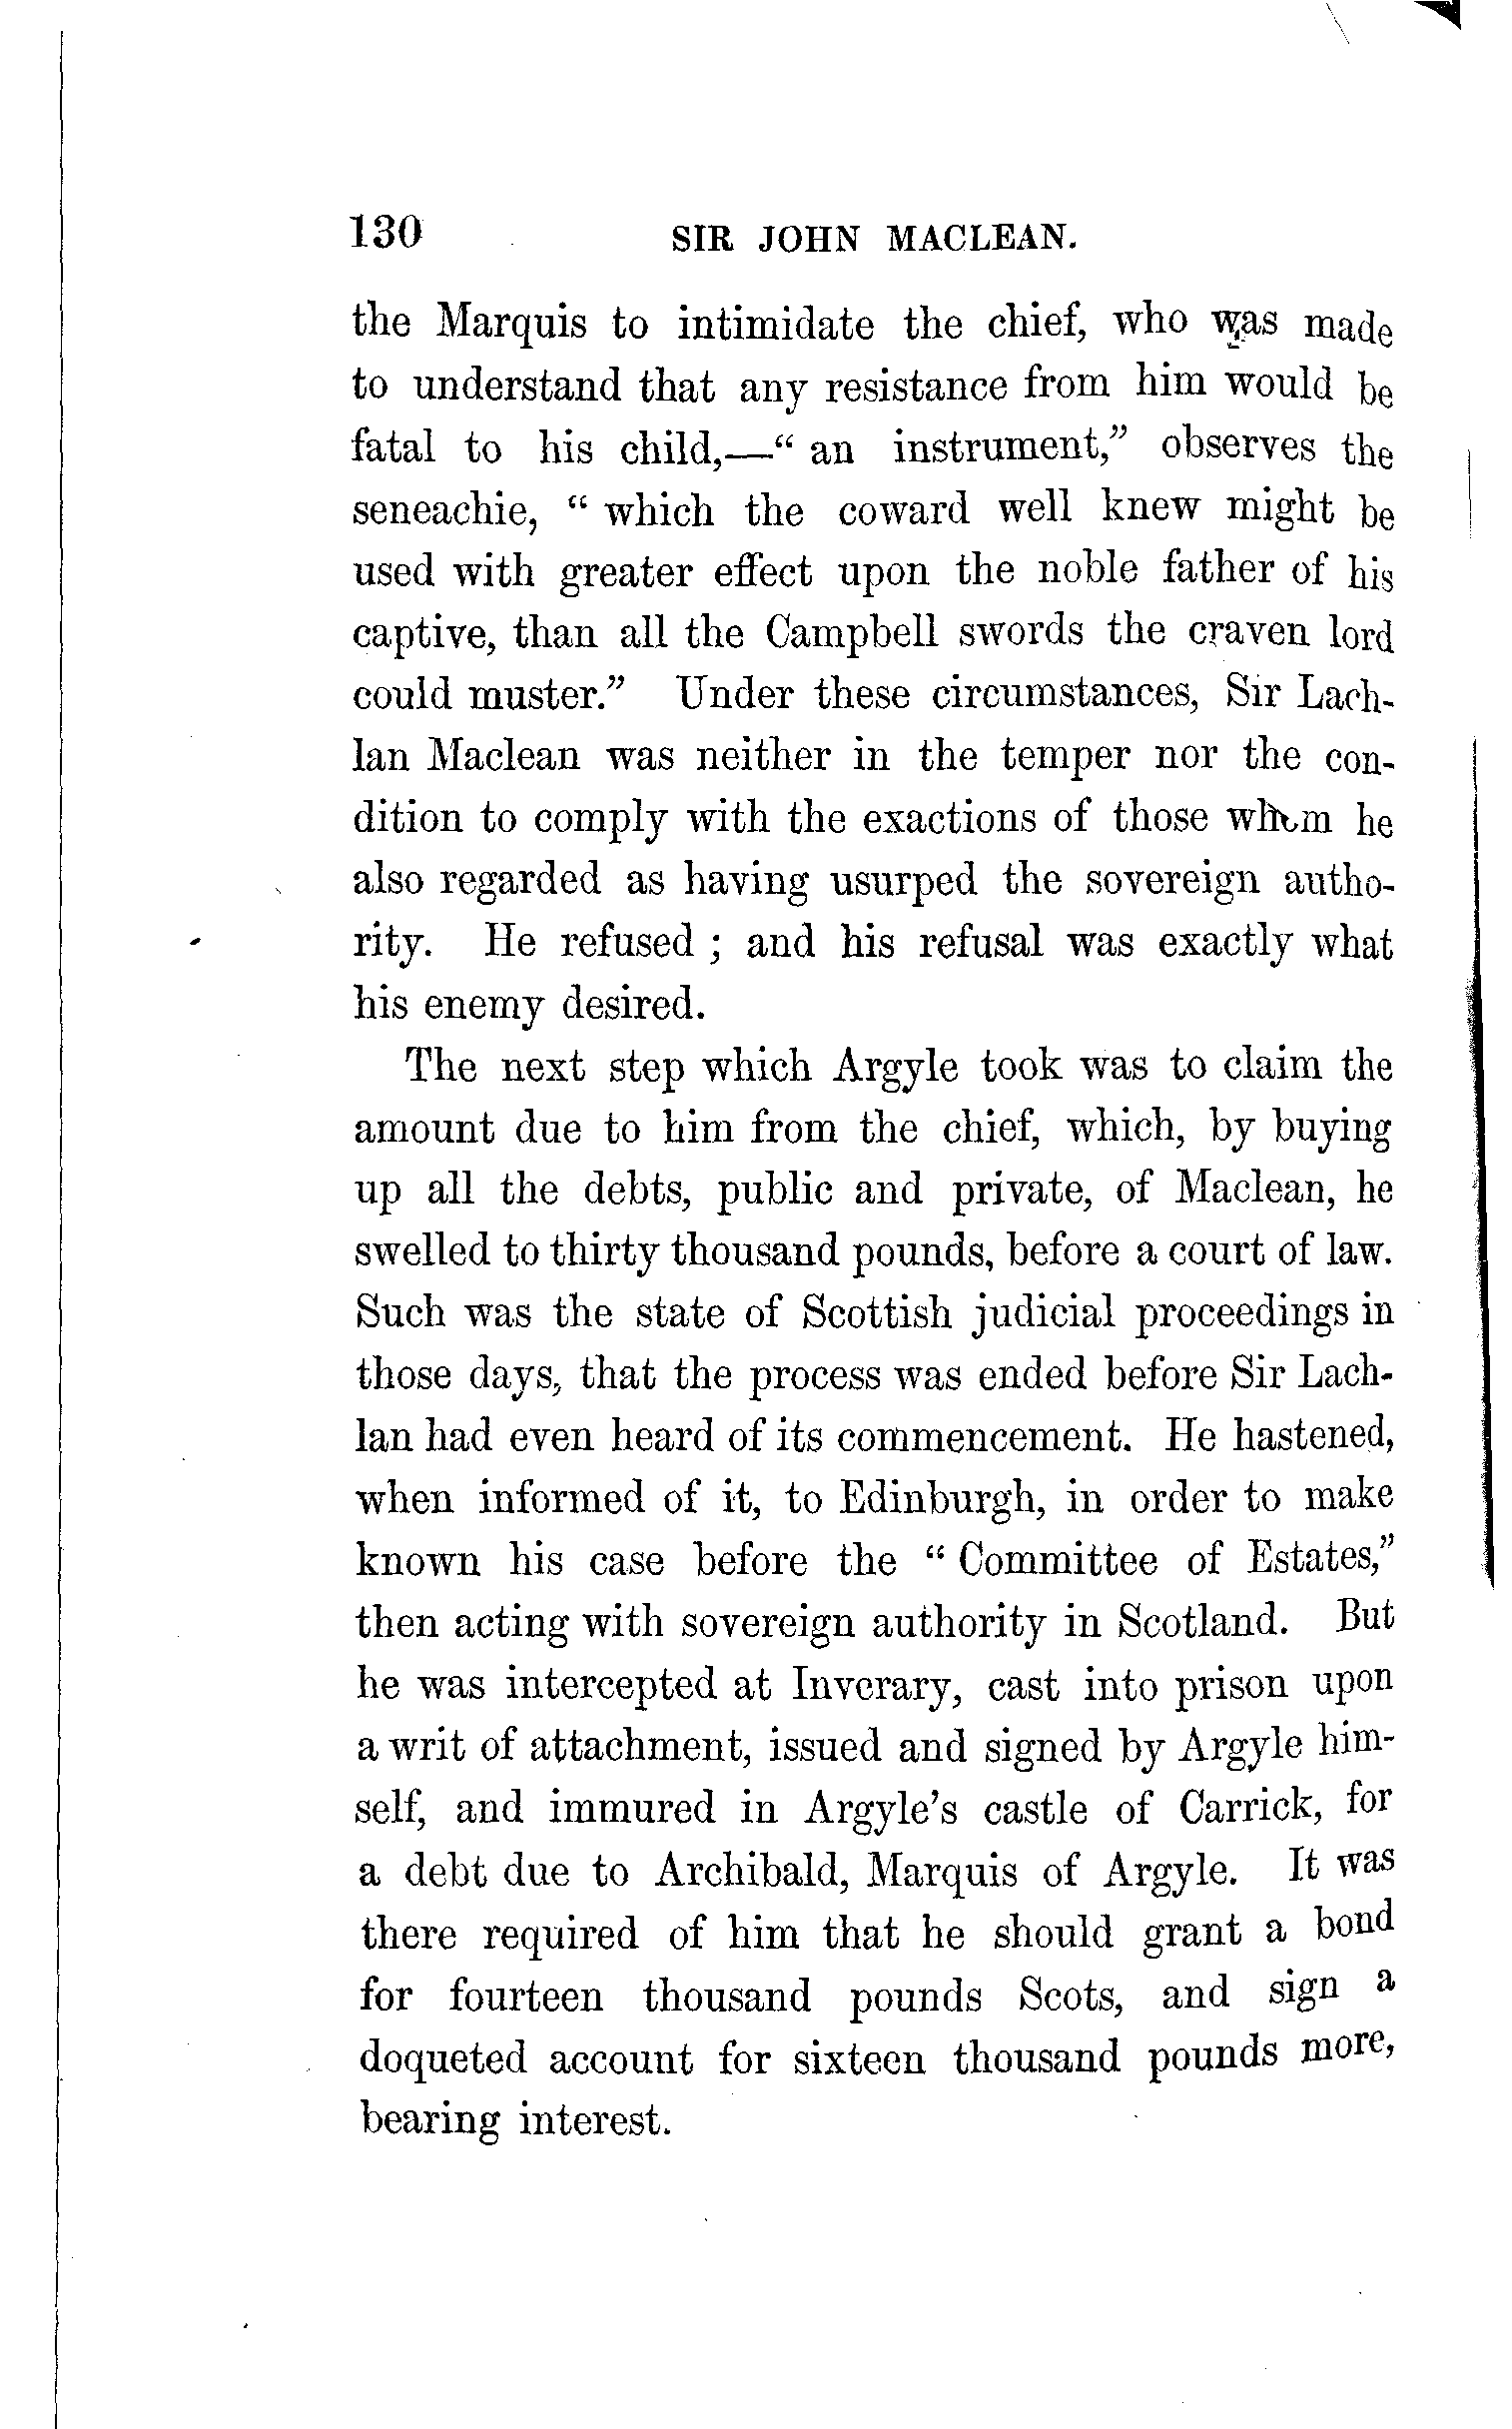 130 SIR JOHN MACLEAN.
the Marquis to intimidate the chief, who was made
to understand that any resistance from him would be
fatal to his child,—“ an instrument,” observes the
seneachie, “ which the coward well knew might be
used with greater effect upon the noble father of his
captive, than all the Campbell swords the craven lord
could muster.” Under these circumstances, Sir Lach-
lan Maclean was neither in the temper nor the con-
dition to comply with the exactions of those whom he
also regarded as having usurped the sovereign autho-
rity. He refused ; and his refusal was exactly what
his enemy desired.
The next step which Argyle took was to claim the
amount due to him from the chief, which, by buying
up all the debts, public and private, of Maclean, he
swelled to thirty thousand pounds, before a court of law.
Such was the state of Scottish judicial proceedings in
those days, that the process was ended before Sir Lach-
lan had even heard of its commencement. He hastened,
when informed of it, to Edinburgh, in order to make
known his case before the “ Committee of Estates,”
then acting with sovereign authority in Scotland. But
he was intercepted at Inverary, cast into prison upon
a writ of attachment, issued and signed by Argyle him-
self, and immured in Argyle’s castle of Carrick, for
a debt due to Archibald, Marquis of Argyle. It was
there required of him that he should grant a bond
for fourteen thousand pounds Scots, and sign a
doqueted account for sixteen thousand pounds more,
bearing interest.